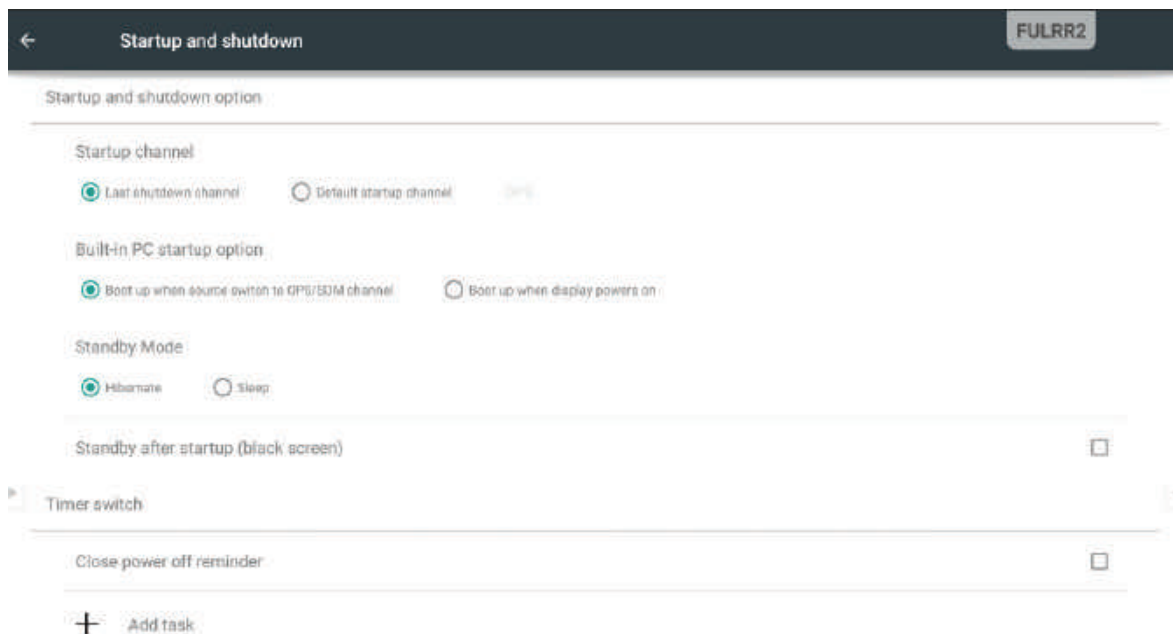 Startup and shutdown
FULRR2
Startup and shutdown option
Startup channel
Last shutdown channel Default startup channel
Built-in PC startup option
Boot up when source switch to OPS/SDM channel Boot up when display powers on
Standby Mode
Hibernate Sleep
Standby after startup (black screen)
Timer switch
Close power off reminder
Add task